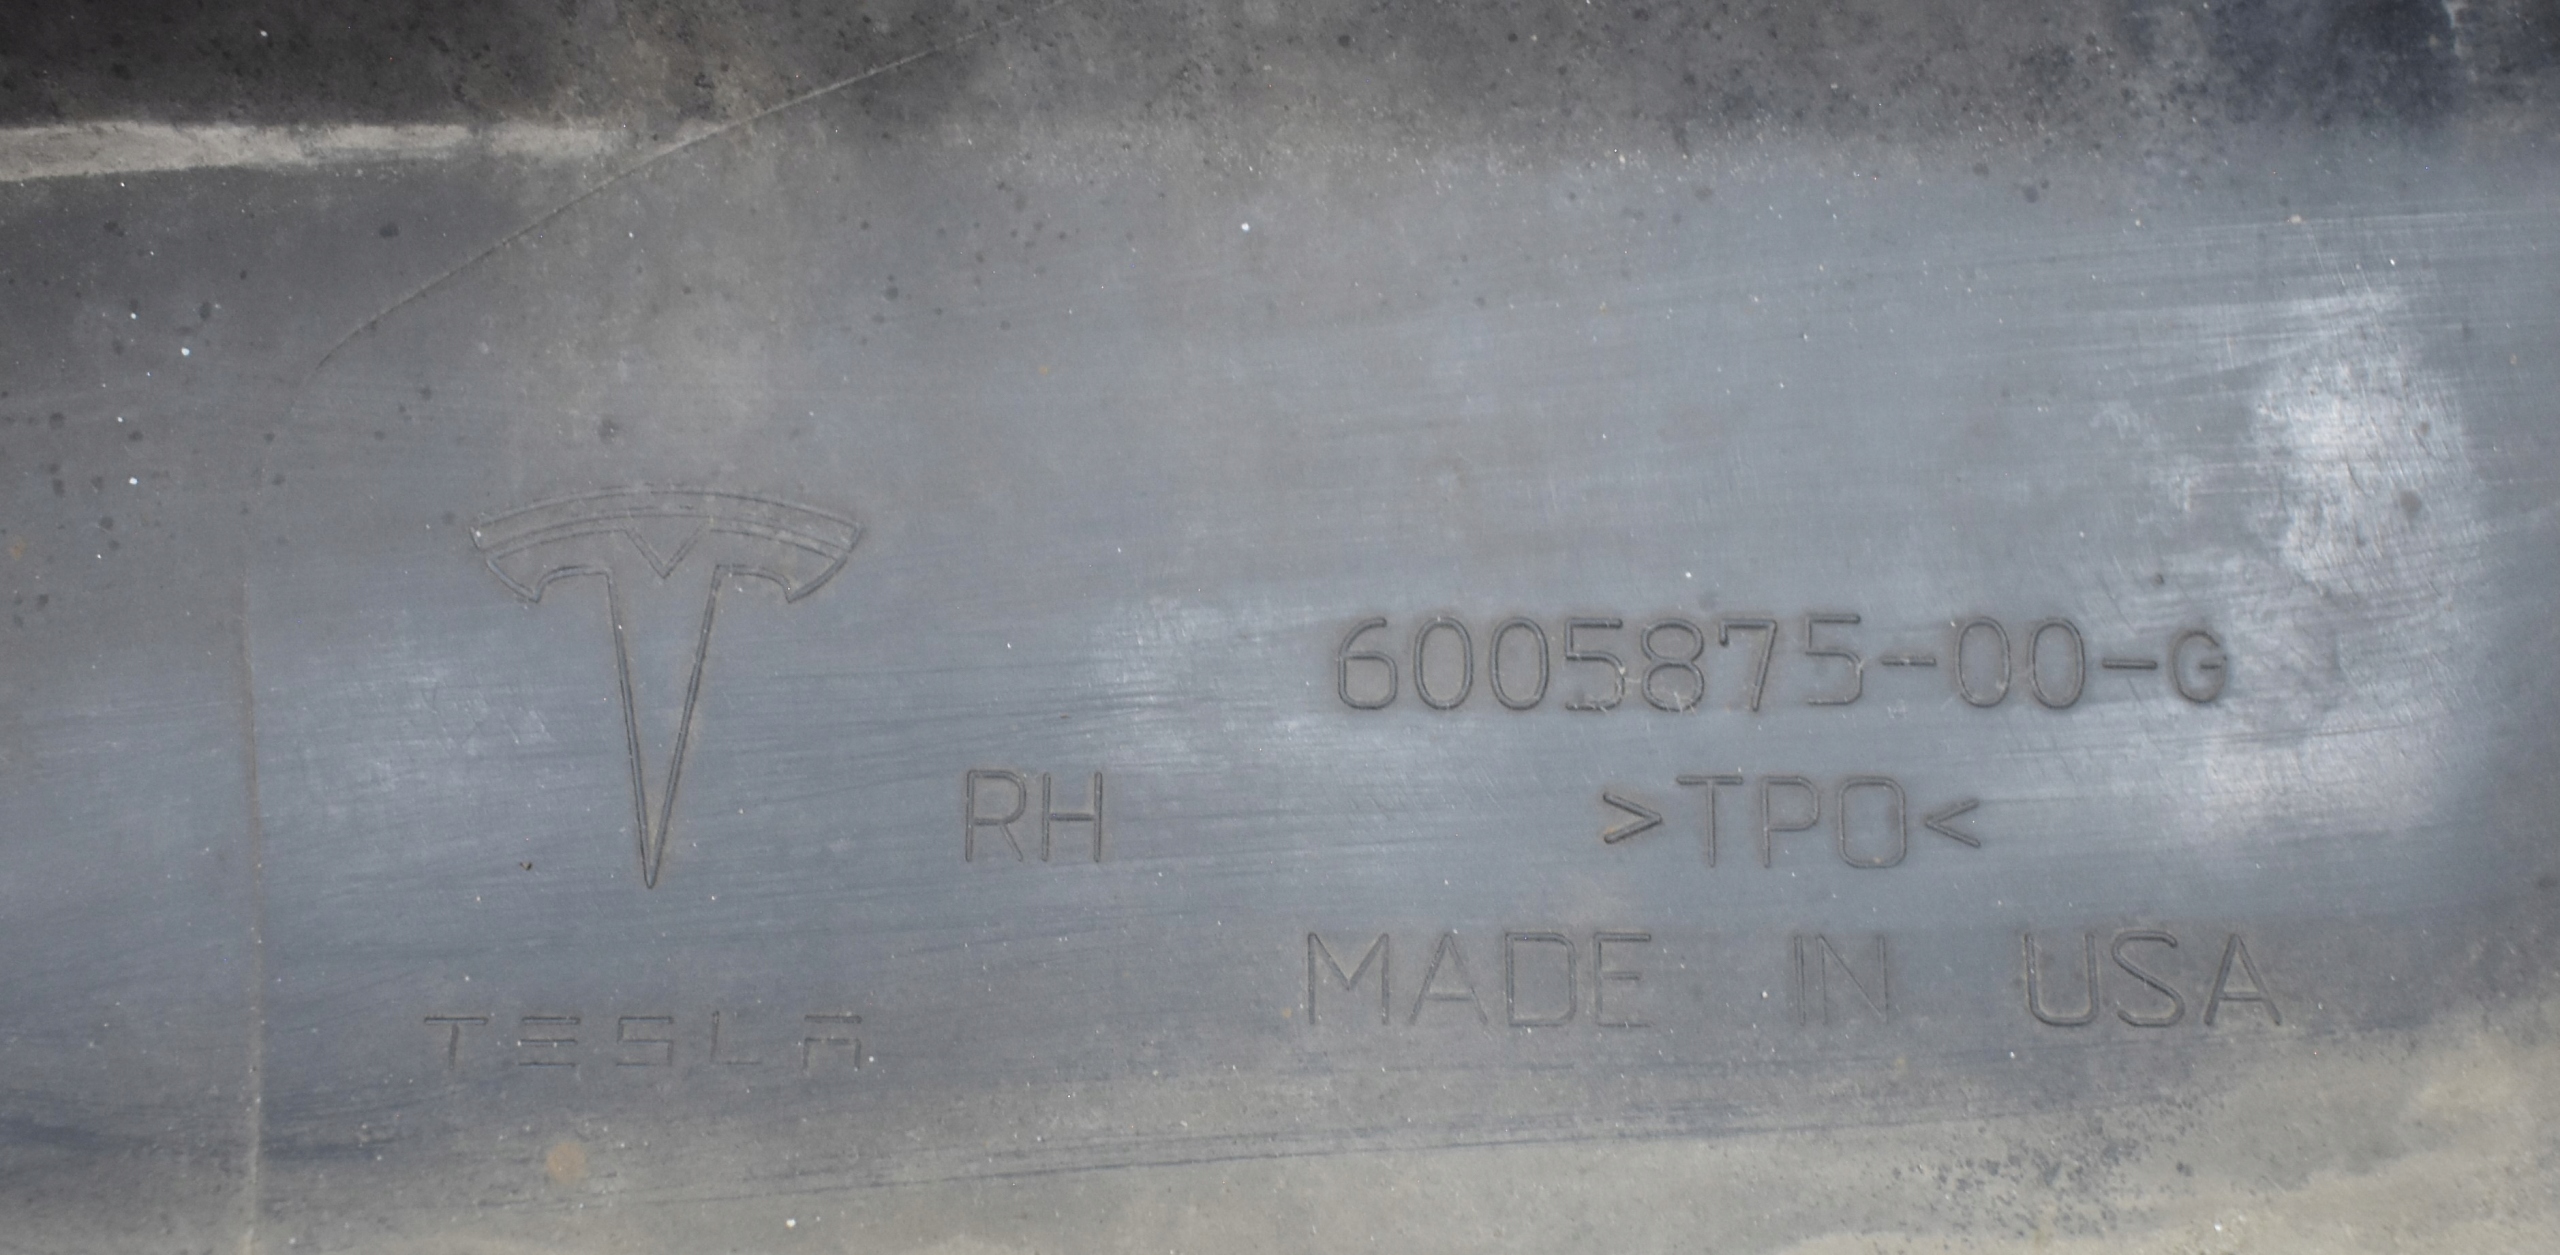 6005875-00-G
RH >TPO<
TESLA MADE IN USA